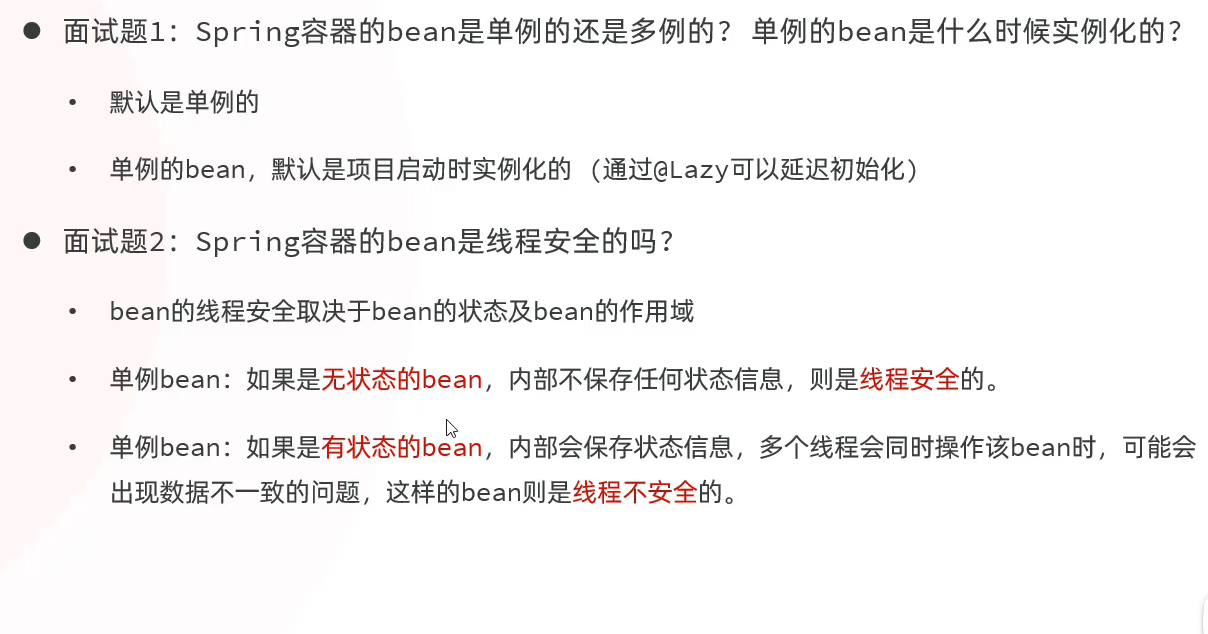 ● 面试题1：Spring容器的bean是单例的还是多例的？ 单例的bean是什么时候实例化的？
• 默认是单例的
• 单例的bean，默认是项目启动时实例化的（通过@Lazy可以延迟初始化）
● 面试题2：Spring容器的bean是线程安全的吗？
• bean的线程安全取决于bean的状态及bean的作用域
• 单例bean：如果是无状态的bean，内部不保存任何状态信息，则是线程安全的。
• 单例bean：如果是有状态的bean，内部会保存状态信息，多个线程会同时操作该bean时，可能会
出现数据不一致的问题，这样的bean则是线程不安全的。